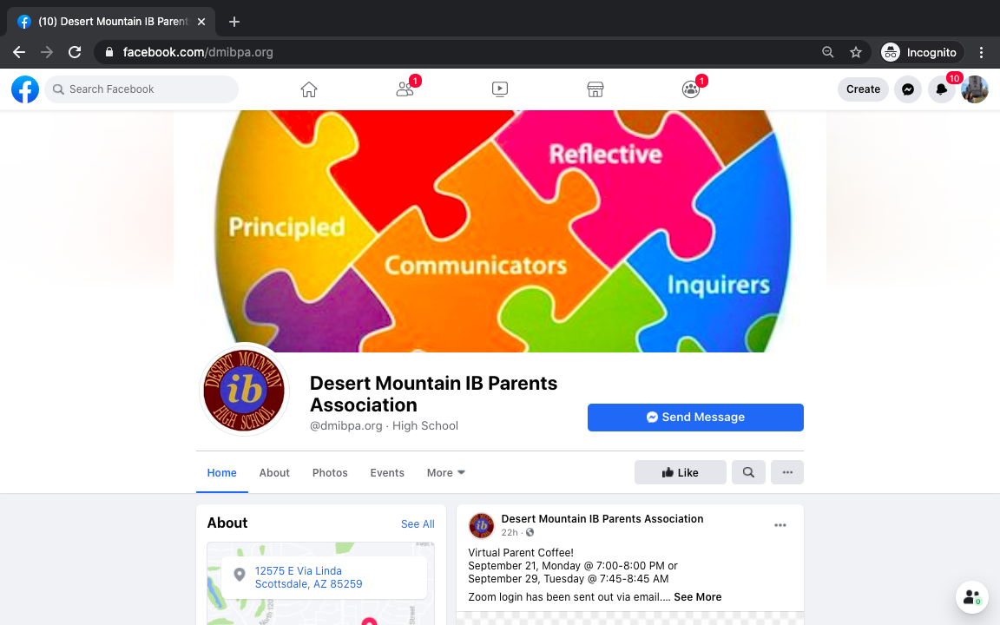 (10) Desert Mountain IB Parent
facebook.com/dmibpa.org
Incognito
Search Facebook
1
1
Create
10
Reflective
Principled
Communicators
Inquirers
DESERT MOUNTAIN
ib
HIGH SCHOOL
Desert Mountain IB Parents
Association
@dmibpa.org · High School
Send Message
Home
About
Photos
Events
More
Like
About
See All
12575 E Via Linda
Scottsdale, AZ 85259
ib
Desert Mountain IB Parents Association
22h ·
Virtual Parent Coffee!
September 21, Monday @ 7:00-8:00 PM or
September 29, Tuesday @ 7:45-8:45 AM
Zoom login has been sent out via email.... See More
Street
0